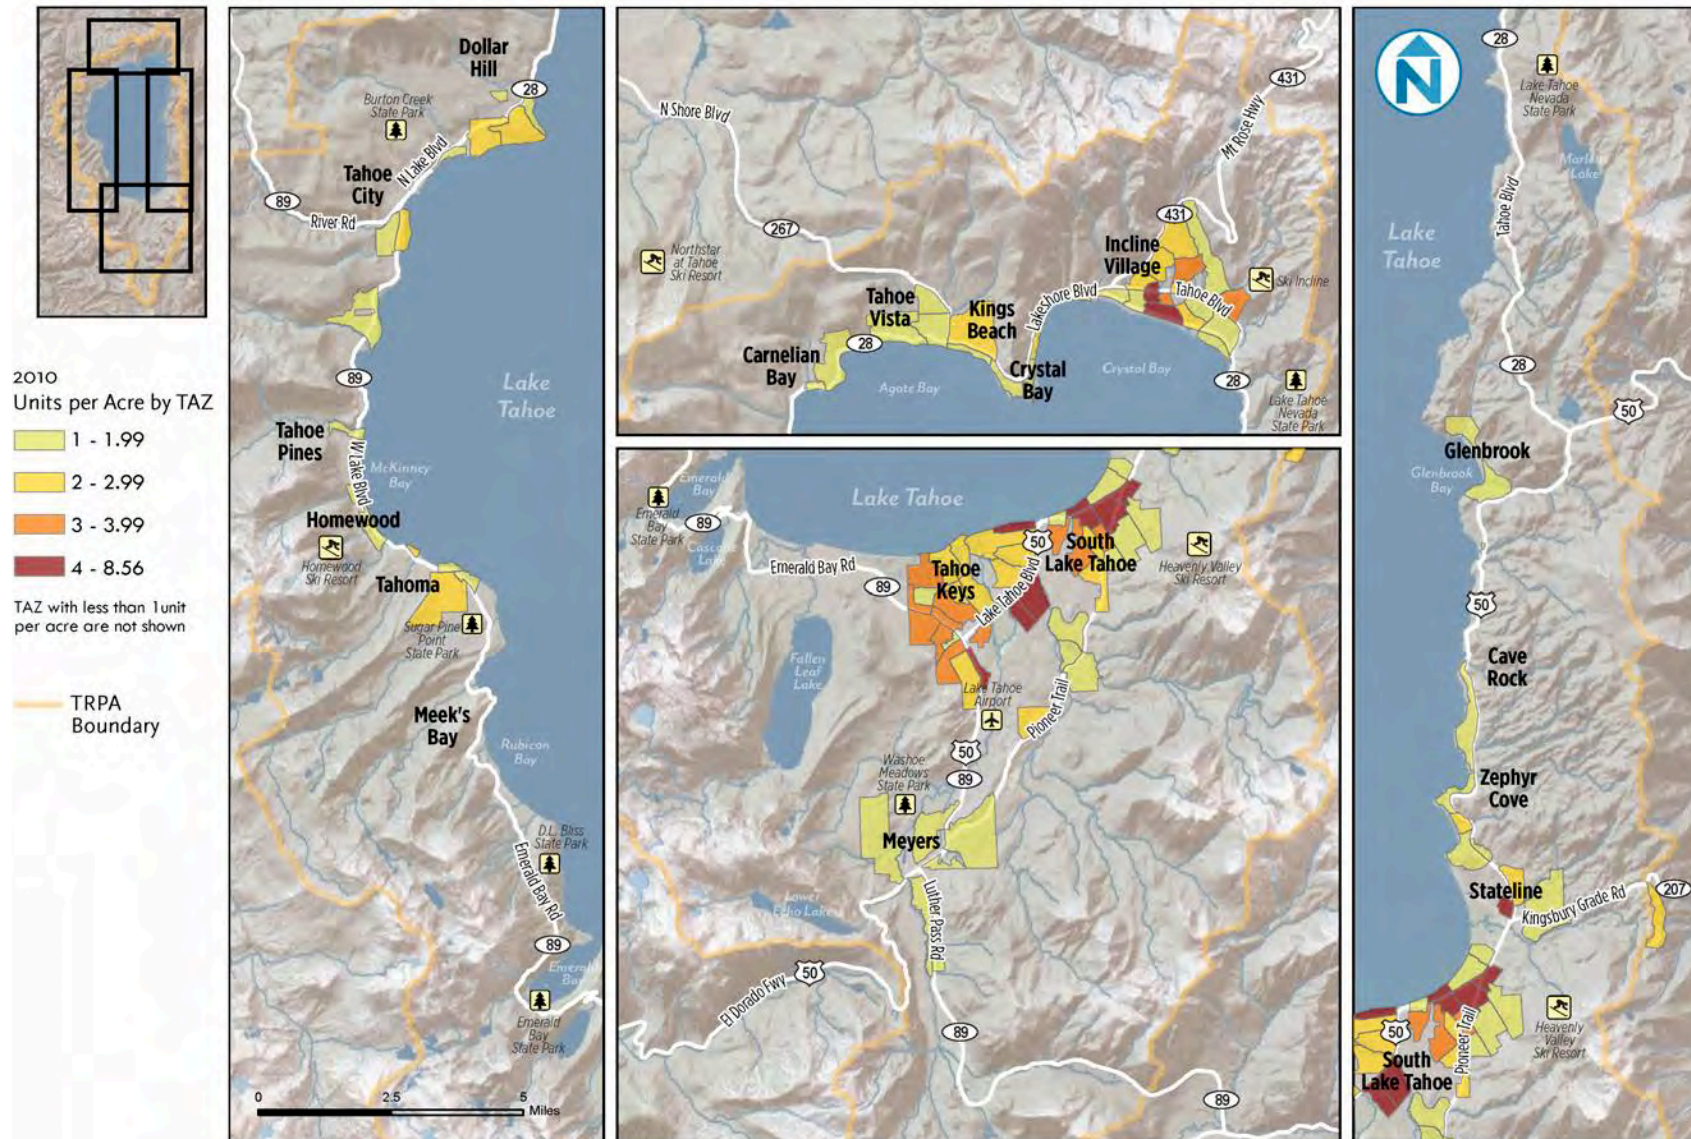 2010
Units per Acre by TAZ
1 - 1.99
2 - 2.99
3 - 3.99
4 - 8.56
TAZ with less than 1unit
per acre are not shown
TRPA
Boundary
Dollar
Hill
28
Burton Creek
State Park
N Lake Blvd
Tahoe
City
89
River Rd
89
Lake
Tahoe
Tahoe
Pines
W Lake Blvd
McKinney
Bay
Homewood
Homewood
Ski Resort
Tahoma
Sugar Pine
Point
State Park
Meek's
Bay
Rubicon
Bay
D.L. Bliss
State Park
Emerald Bay Rd
89
Emerald
Bay
Emerald
Bay
State Park
0
2.5
5
Miles
431
N Shore Blvd
Mt Rose Hwy
267
431
Northstar
at Tahoe
Ski Resort
Incline
Village
Ski Incline
Lakeshore Blvd
Tahoe Blvd
Tahoe
Vista
Kings
Beach
Carnelian
Bay
28
Crystal
Bay
Agate Bay
Crystal Bay
28
Lake Tahoe
Nevada
State Park
Emerald
Bay
Lake Tahoe
Emerald
Bay
State Park
89
Cascade
Lake
50
South
Lake Tahoe
Heavenly Valley
Ski Resort
Emerald Bay Rd
89
Tahoe
Keys
Lake Tahoe Blvd
Fallen
Leaf
Lake
Lake Tahoe
Airport
Pioneer Trail
50
Washoe
Meadows
State Park
89
Meyers
Lower
Echo Lake
Luther Pass Rd
50
El Dorado Fwy
89
89
N
28
Lake Tahoe
Nevada
State Park
Marlette
Lake
Lake
Tahoe
Tahoe Blvd
28
50
Glenbrook
Glenbrook
Bay
50
Cave
Rock
Zephyr
Cove
Stateline
Kingsbury Grade Rd
207
50
Pioneer Trail
Heavenly
Valley
Ski Resort
South
Lake Tahoe